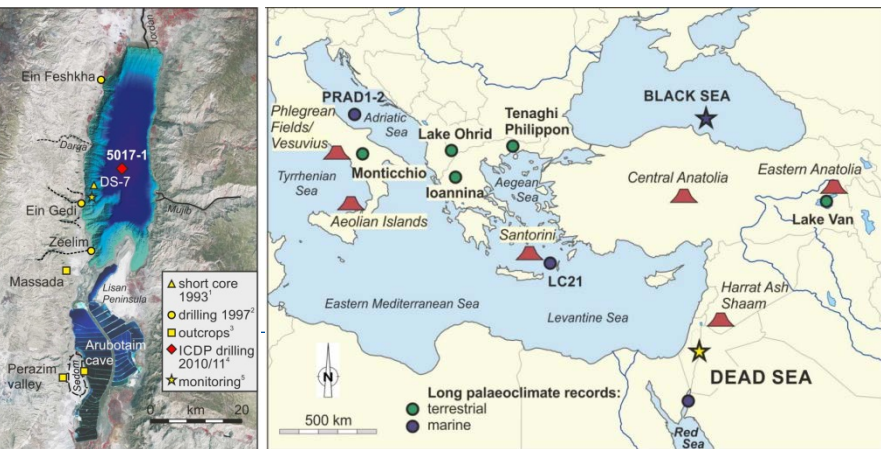 Jordan
Ein Feshkha
Darga
5017-1
DS-7
Ein Gedi
Mujib
Zeelim
Massada
Lisan
Peninsula
Arubotaim
cave
Perazim
valley
Sedom
short core
1993¹
drilling 1997²
outcrops³
ICDP drilling
2010/11⁴
monitoring⁵
0 km 20
PRAD1-2
Adriatic
Sea
Phlegrean
Fields/
Vesuvius
Lake Ohrid
Tenaghi
Philippon
BLACK SEA
Monticchio
Ioannina
Tyrrhenian
Sea
Aegean
Sea
Central Anatolia
Eastern Anatolia
Lake Van
Aeolian Islands
Santorini
LC21
Harrat Ash
Shaam
Eastern Mediterranean Sea
Levantine Sea
DEAD SEA
N
500 km
Long palaeoclimate records:
terrestrial
marine
Red
Sea